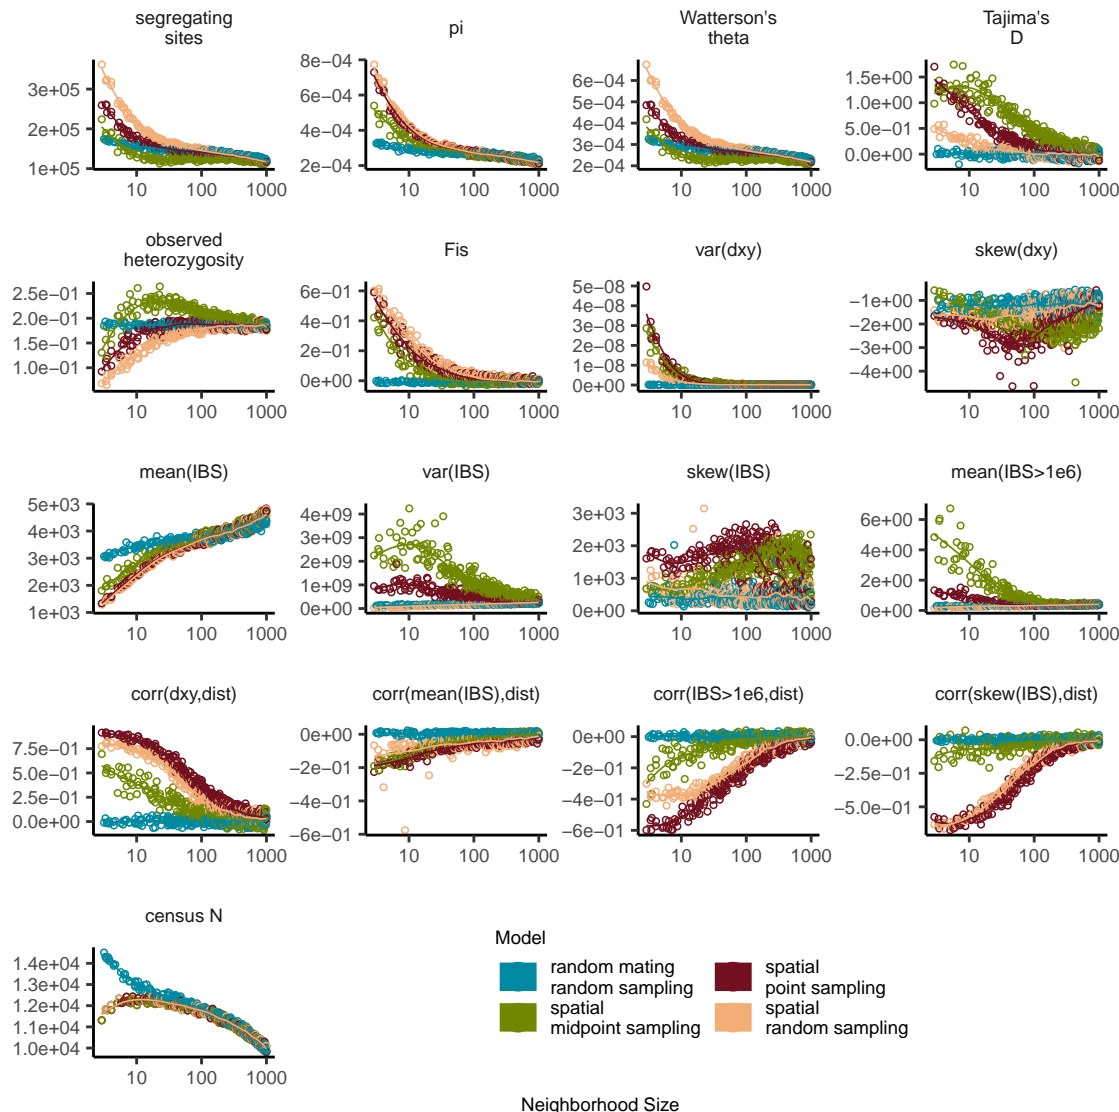 segregating
sites
pi
Watterson's
theta
Tajima's
D
3e+05
2e+05
1e+05
10 100 1000
8e−04
6e−04
4e−04
2e−04
10 100 1000
6e−04
5e−04
4e−04
3e−04
2e−04
10 100 1000
1.5e+00
1.0e+00
5.0e−01
0.0e+00
10 100 1000
observed
heterozygosity
Fis
var(dxy)
skew(dxy)
2.5e−01
2.0e−01
1.5e−01
1.0e−01
10 100 1000
6e−01
4e−01
2e−01
0e+00
10 100 1000
5e−08
4e−08
3e−08
2e−08
1e−08
0e+00
10 100 1000
−1e+00
−2e+00
−3e+00
−4e+00
10 100 1000
mean(IBS)
var(IBS)
skew(IBS)
mean(IBS>1e6)
5e+03
4e+03
3e+03
2e+03
1e+03
10 100 1000
4e+09
3e+09
2e+09
1e+09
0e+00
10 100 1000
3e+03
2e+03
1e+03
0e+00
10 100 1000
6e+00
4e+00
2e+00
0e+00
10 100 1000
corr(dxy,dist)
corr(mean(IBS),dist)
corr(IBS>1e6,dist)
corr(skew(IBS),dist)
7.5e−01
5.0e−01
2.5e−01
0.0e+00
10 100 1000
0e+00
−2e−01
−4e−01
−6e−01
10 100 1000
0e+00
−2e−01
−4e−01
−6e−01
10 100 1000
0.0e+00
−2.5e−01
−5.0e−01
10 100 1000
census N
1.4e+04
1.3e+04
1.2e+04
1.1e+04
1.0e+04
10 100 1000
Model
random mating
random sampling
spatial
midpoint sampling
spatial
point sampling
spatial
random sampling
Neighborhood Size